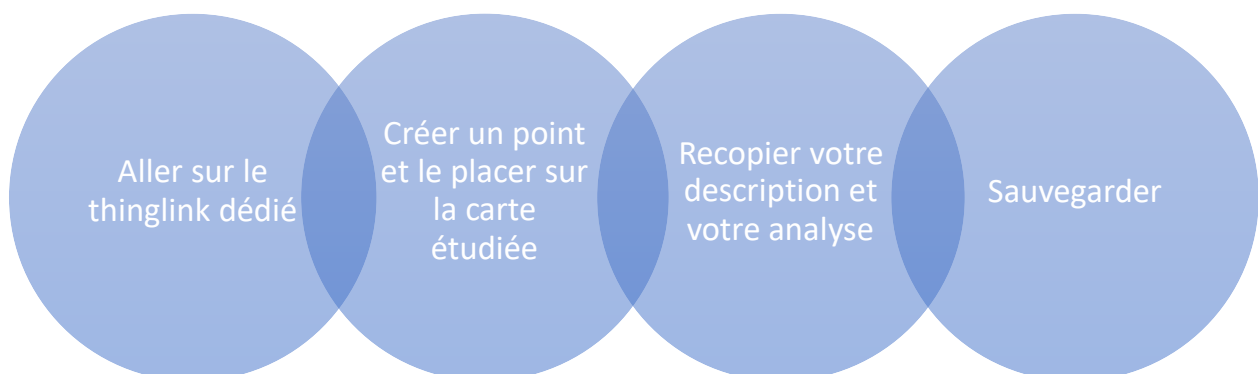 Aller sur le
thinglink dédié
Créer un point
et le placer sur
la carte
étudiée
Recopier votre
description et
votre analyse
Sauvegarder